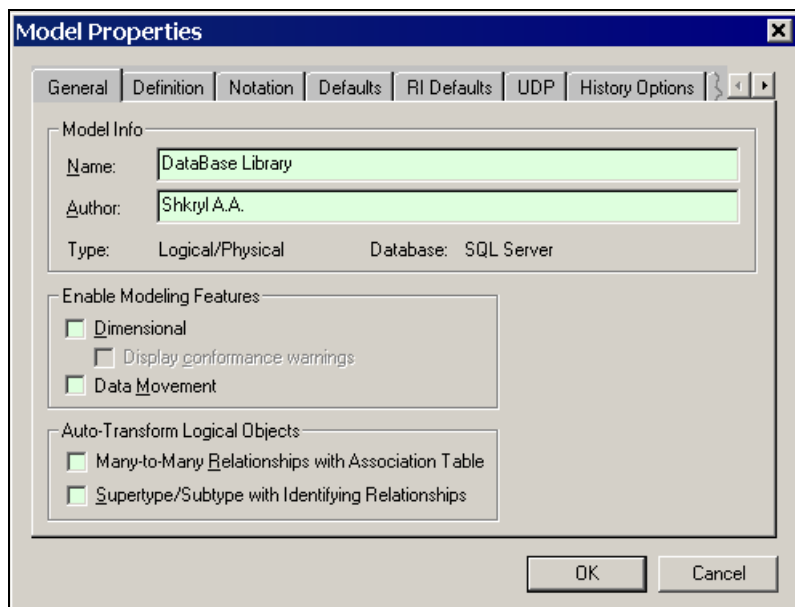 Model Properties
General Definition Notation Defaults RI Defaults UDP History Options
Model Info
Name: DataBase Library
Author: Shkryl A.A.
Type: Logical/Physical Database: SQL Server
Enable Modeling Features
Dimensional
Display conformance warnings
Data Movement
Auto-Transform Logical Objects
Many-to-Many Relationships with Association Table
Supertype/Subtype with Identifying Relationships
OK Cancel